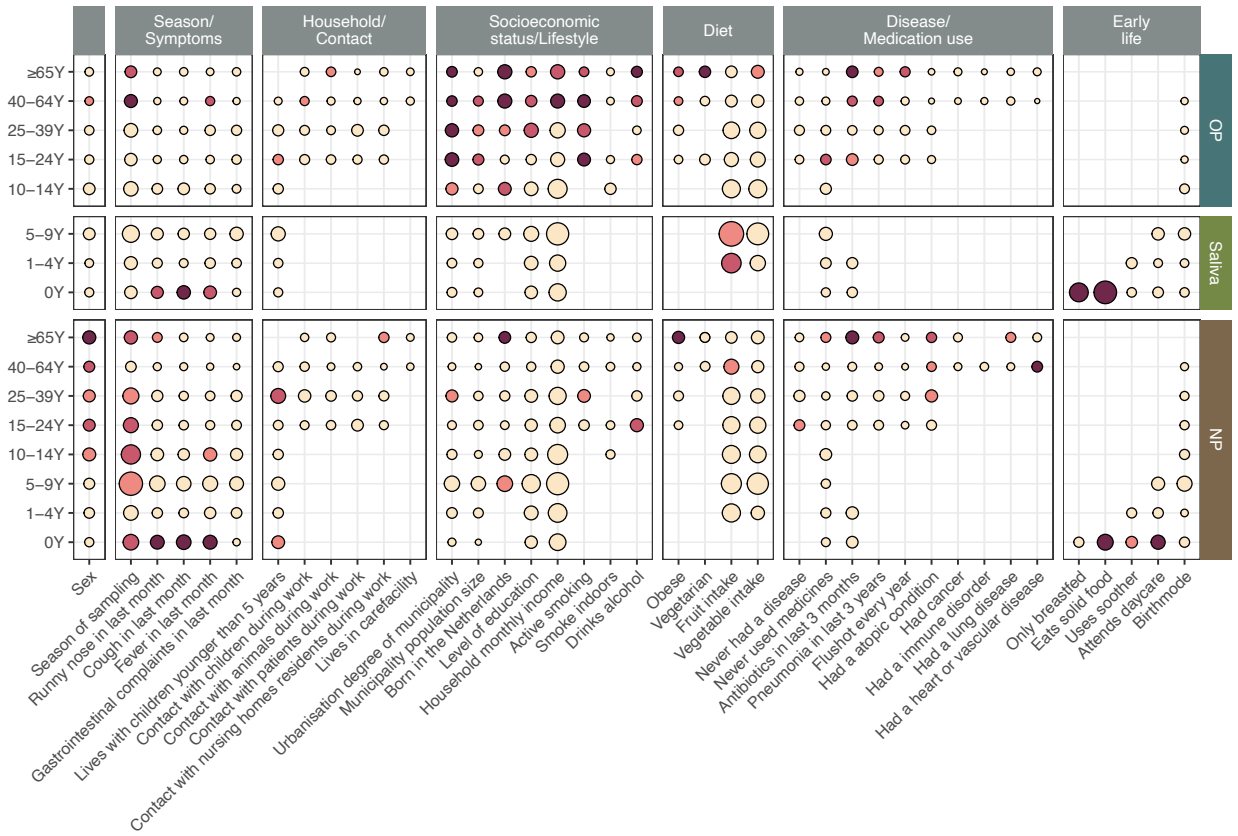 Season/
Symptoms
Household/
Contact
Socioeconomic
status/Lifestyle
Diet
Disease/
Medication use
Early
life
≥65Y
40–64Y
25–39Y
15–24Y
10–14Y
OP
5–9Y
1–4Y
0Y
Saliva
≥65Y
40–64Y
25–39Y
15–24Y
10–14Y
5–9Y
1–4Y
0Y
NP
Sex
Season of sampling
Runny nose in last month
Cough in last month
Fever in last month
Gastrointestinal complaints in last month
Lives with children younger than 5 years
Contact with children during work
Contact with animals during work
Contact with patients during work
Contact with nursing homes residents during work
Lives in carefacility
Urbanisation degree of municipality
Municipality population size
Born in the Netherlands
Level of education
Household monthly income
Active smoking
Smoke indoors
Drinks alcohol
Obese
Vegetarian
Fruit intake
Vegetable intake
Never had a disease
Never used medicines
Antibiotics in last 3 months
Pneumonia in last 3 years
Flushot every year
Had a atopic condition
Had cancer
Had a immune disorder
Had a lung disease
Had a heart or vascular disease
Only breastfed
Eats solid food
Uses soother
Attends daycare
Birthmode